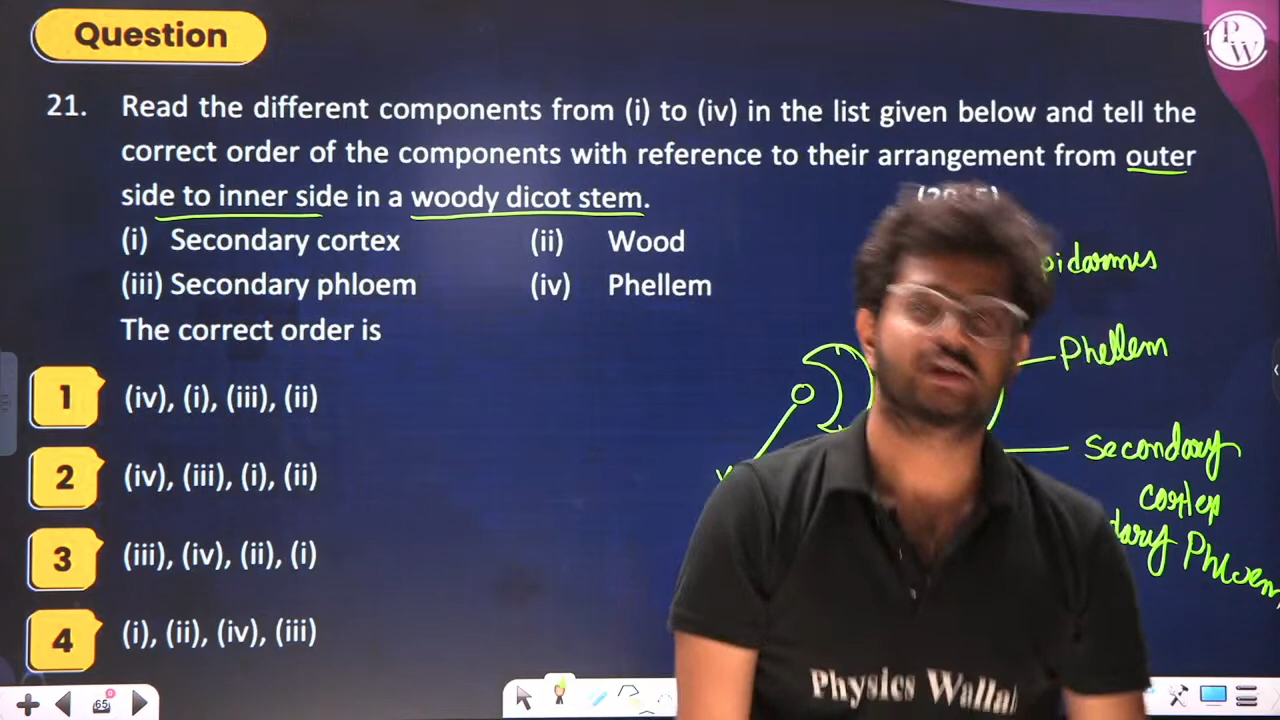 Question
PW
21. Read the different components from (i) to (iv) in the list given below and tell the
correct order of the components with reference to their arrangement from outer
side to inner side in a woody dicot stem.
(i) Secondary cortex (ii) Wood
(iii) Secondary phloem (iv) Phellem
The correct order is
1 (iv), (i), (iii), (ii)
2 (iv), (iii), (i), (ii)
3 (iii), (iv), (ii), (i)
4 (i), (ii), (iv), (iii)
Phellem
Secondary
cortex
Phloem
Physics
65